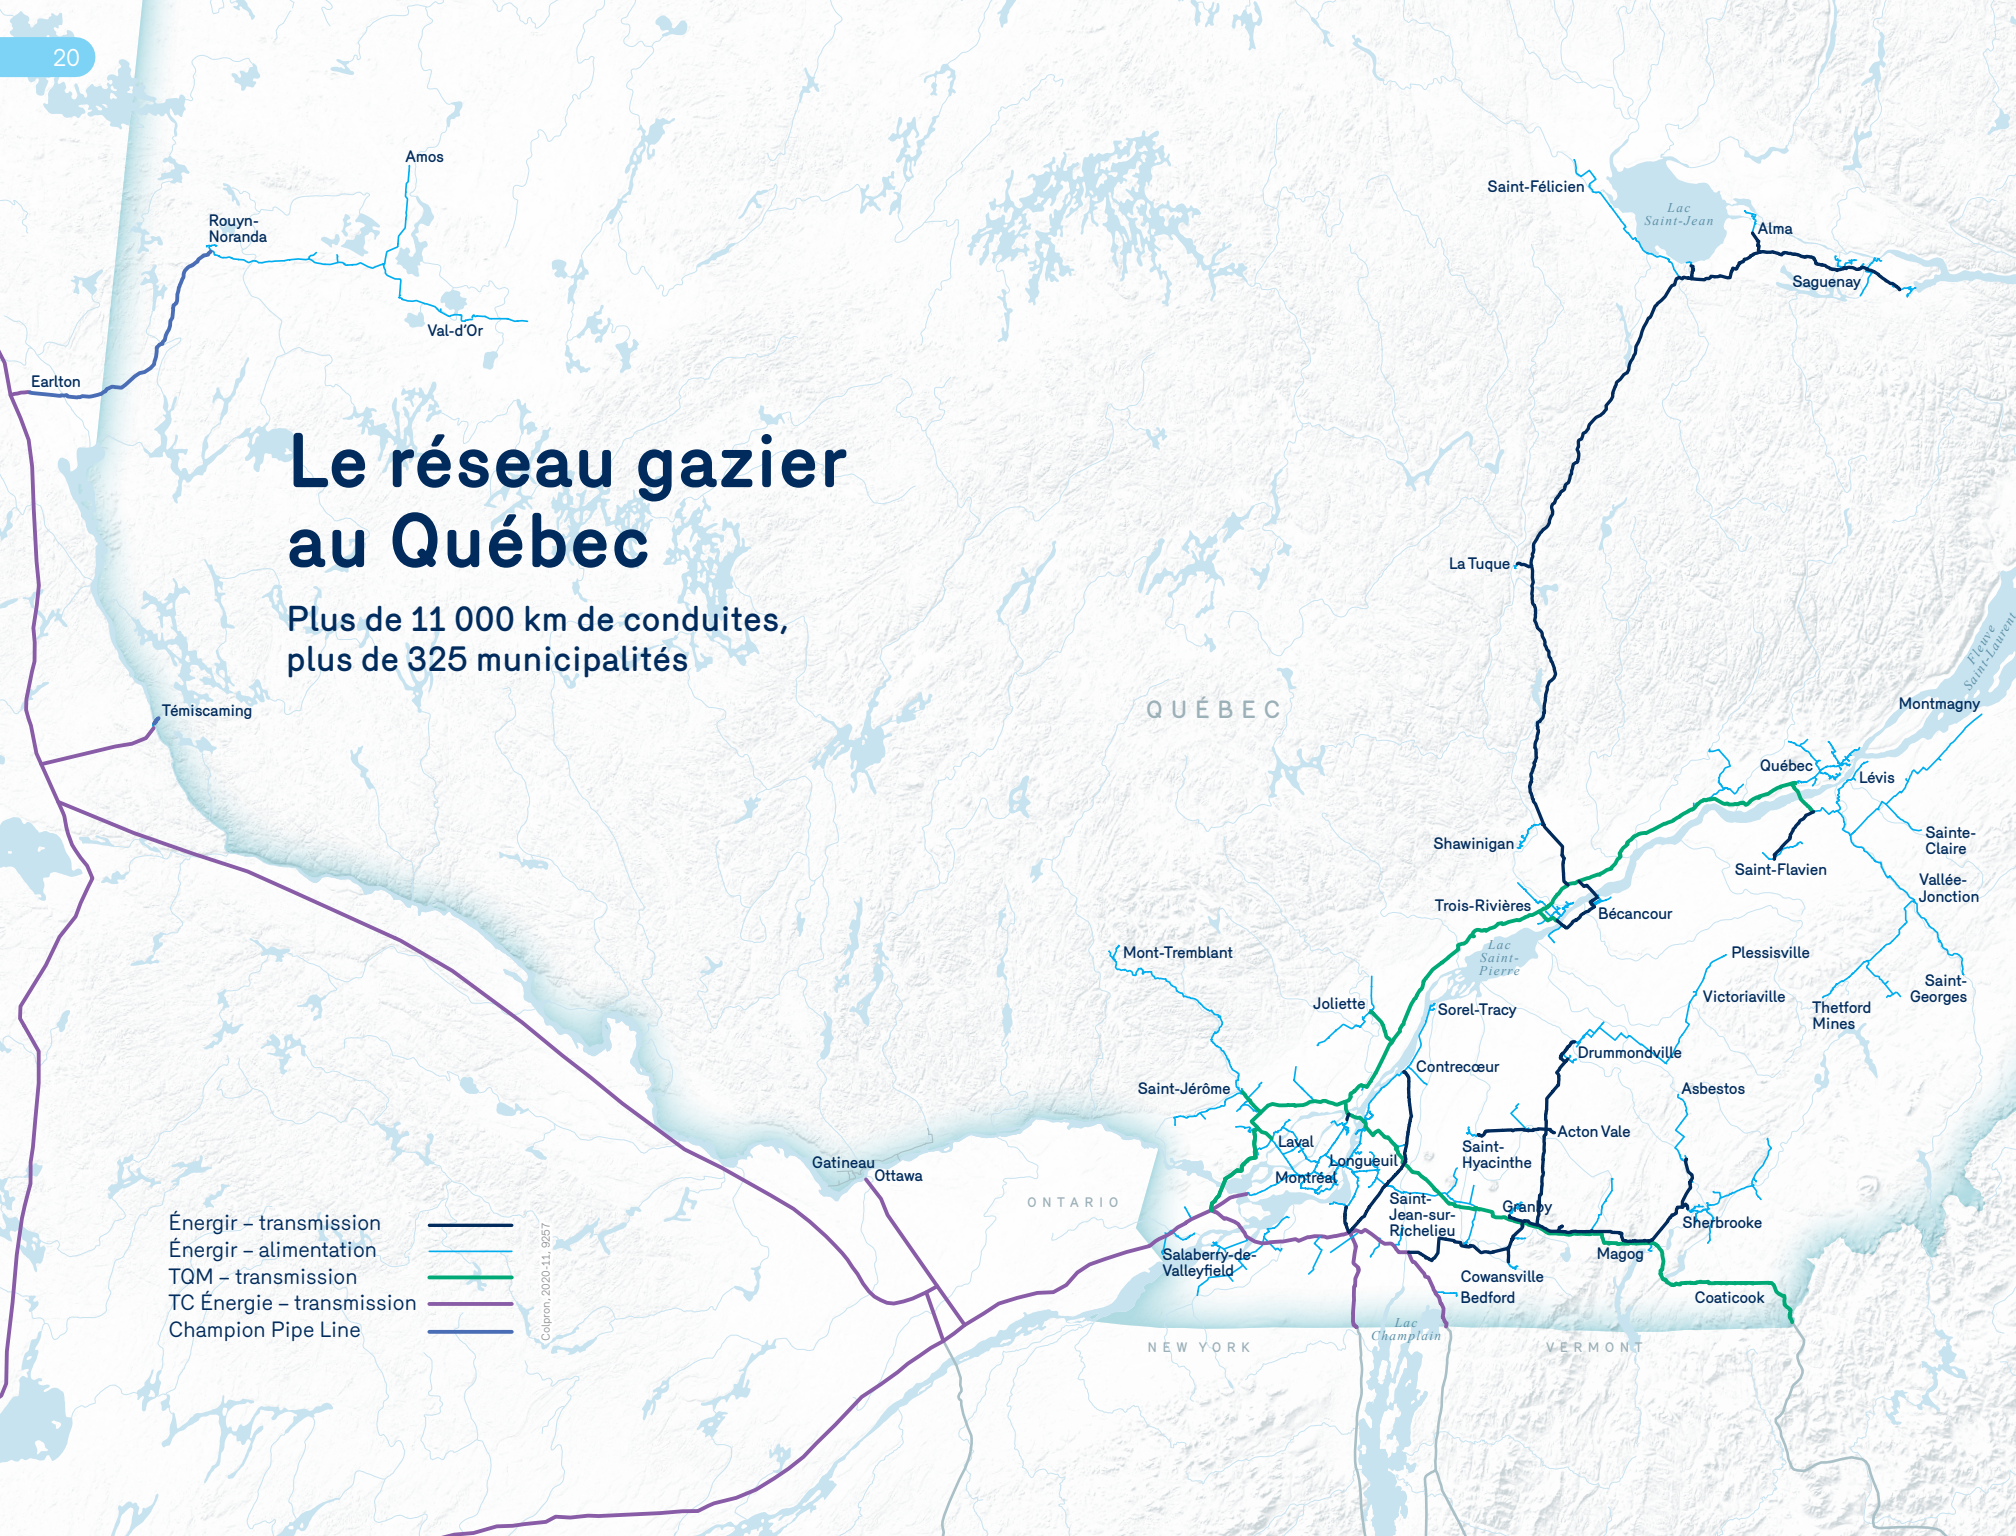 20
Le réseau gazier
au Québec
Plus de 11 000 km de conduites,
plus de 325 municipalités
Amos
Rouyn-
Noranda
Val-d'Or
Earlton
Témiscaming
Saint-Félicien
Lac
Saint-Jean
Alma
Saguenay
La Tuque
QUÉBEC
Fleuve
Saint-Laurent
Montmagny
Québec
Lévis
Sainte-
Claire
Shawinigan
Saint-Flavien
Vallée-
Jonction
Trois-Rivières
Bécancour
Lac
Saint-
Pierre
Mont-Tremblant
Plessisville
Joliette
Sorel-Tracy
Victoriaville
Saint-
Georges
Thetford
Mines
Drummondville
Contrecœur
Saint-Jérôme
Asbestos
Acton Vale
Laval
Saint-
Hyacinthe
Longueuil
Montréal
Gatineau
Ottawa
ONTARIO
Saint-
Jean-sur-
Richelieu
Granby
Sherbrooke
Magog
Salaberry-de-
Valleyfield
Cowansville
Bedford
Coaticook
Lac
Champlain
NEW YORK
VERMONT
Énergir – transmission
Énergir – alimentation
TQM – transmission
TC Énergie – transmission
Champion Pipe Line
Colpron, 2020-11, 9257